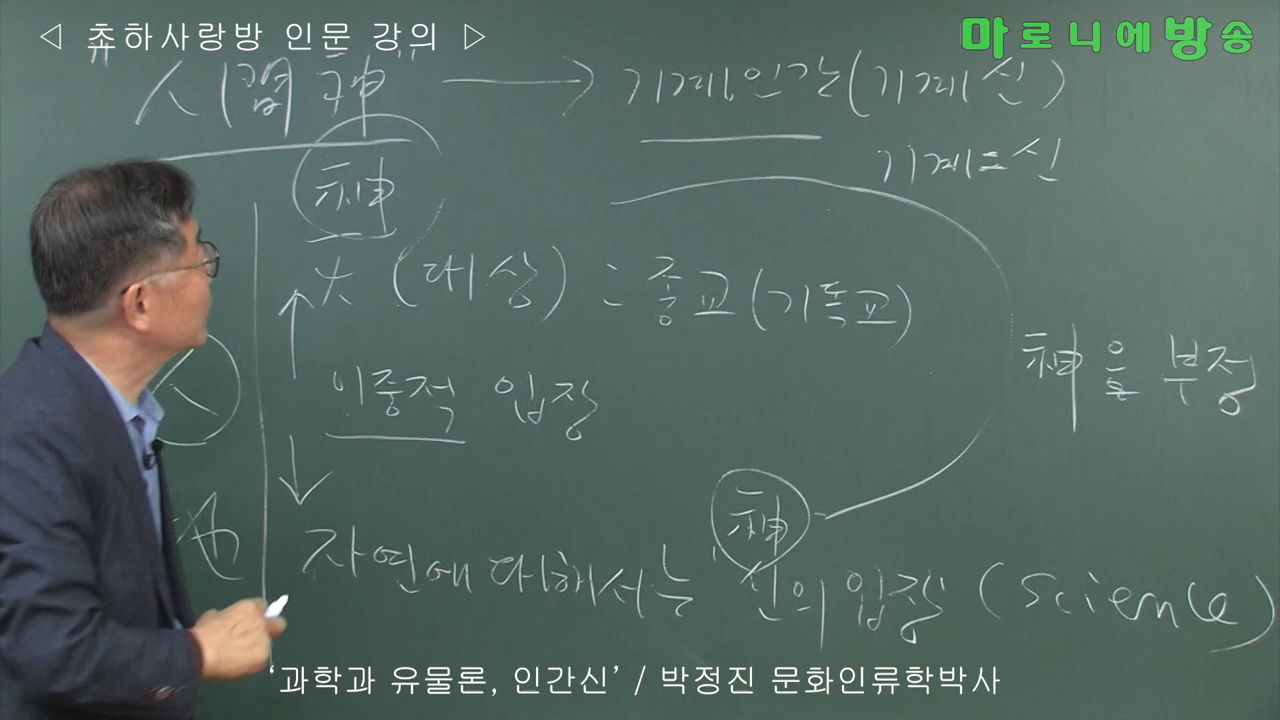 ◁ 초하사랑방 인문 강의 ▷
마로니에방송
"人間神" → 기계인간(기계신)
기계=신
神
大 (대상) : 종교(기독교)
神을 부정
人
이중적 입장
神
자연에 대해서는 신의 입장 (Science)
'과학과 유물론, 인간신' / 박정진 문화인류학박사